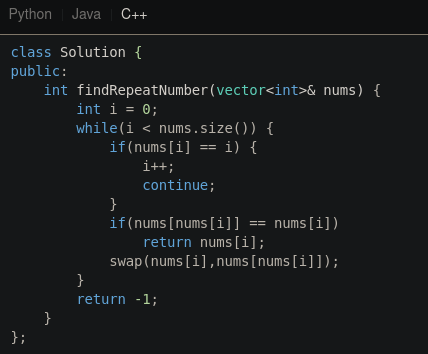 Python | Java | C++
class Solution {
public:
    int findRepeatNumber(vector<int>& nums) {
        int i = 0;
        while(i < nums.size()) {
            if(nums[i] == i) {
                i++;
                continue;
            }
            if(nums[nums[i]] == nums[i])
                return nums[i];
            swap(nums[i],nums[nums[i]]);
        }
        return -1;
    }
};